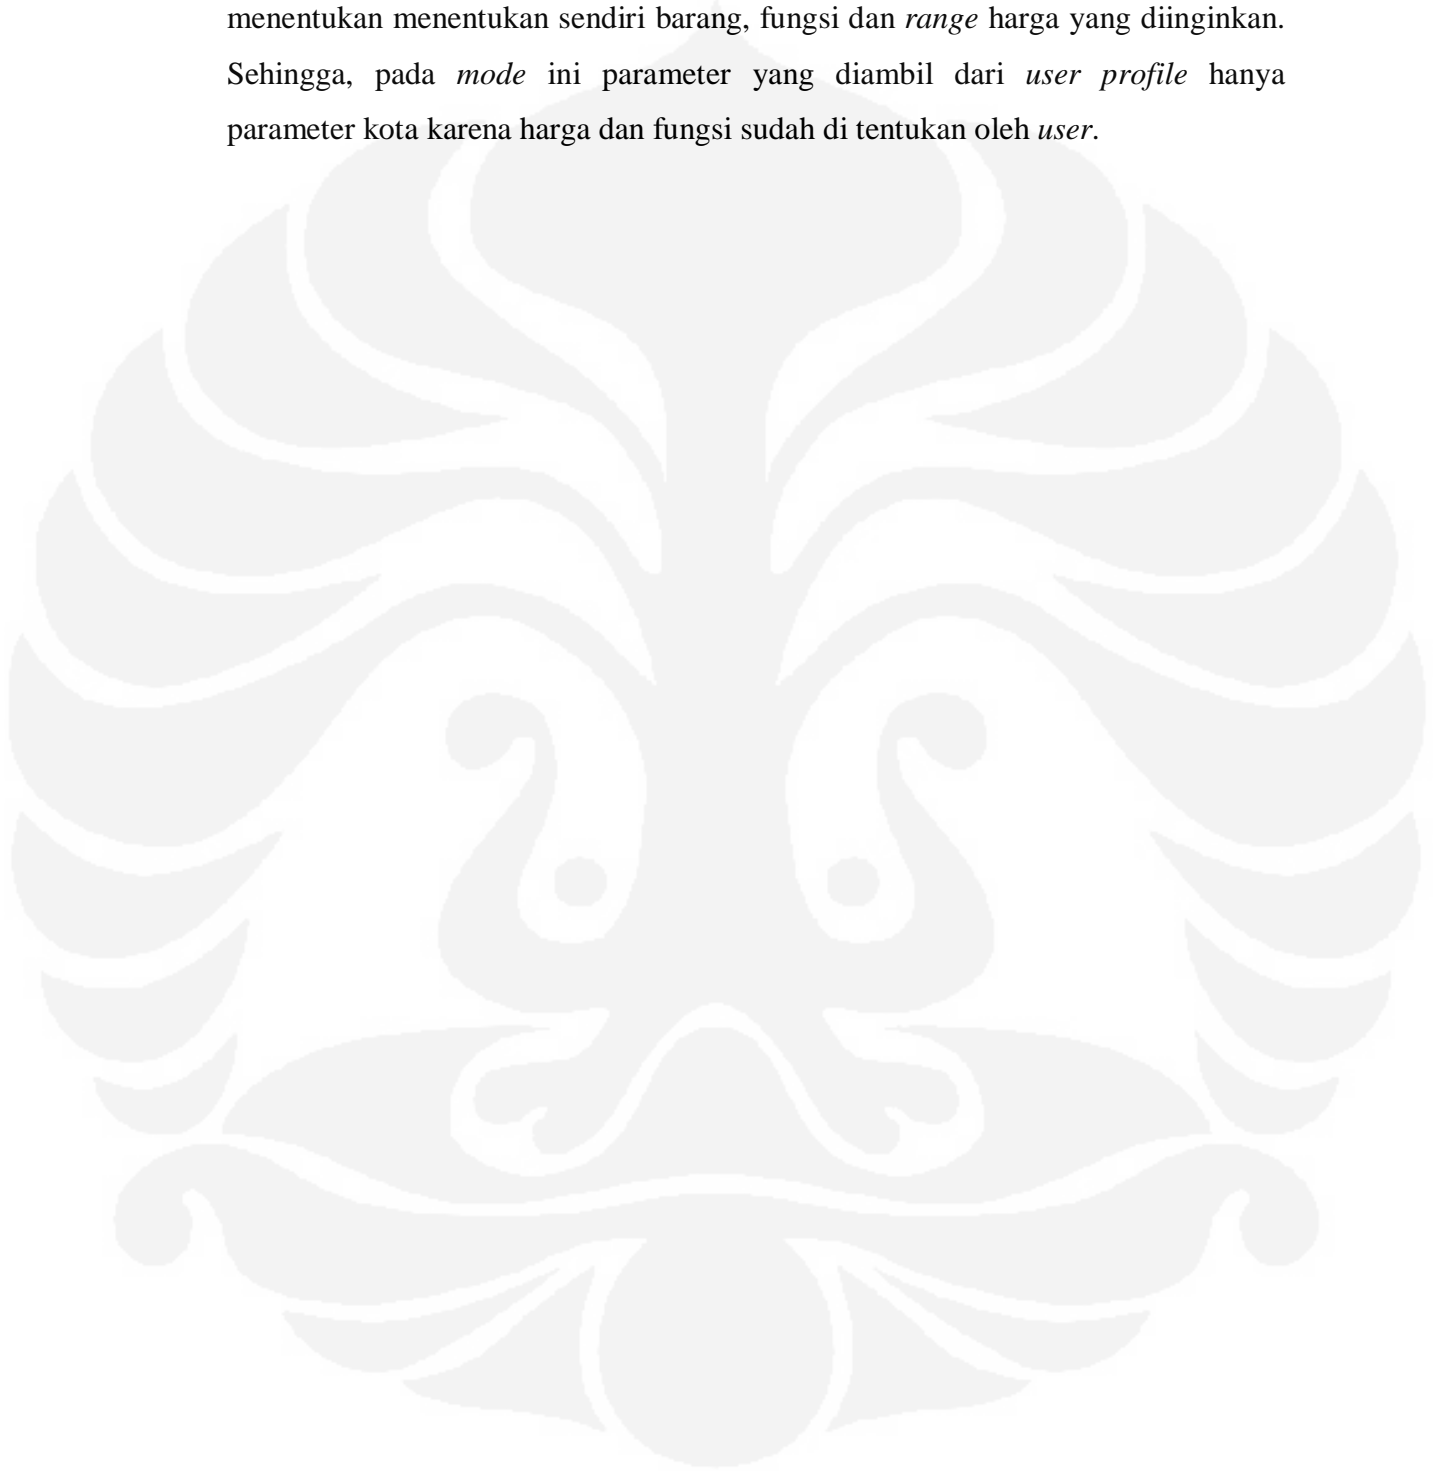 menentukan menentukan sendiri barang, fungsi dan range harga yang diinginkan.
Sehingga, pada mode ini parameter yang diambil dari user profile hanya
parameter kota karena harga dan fungsi sudah di tentukan oleh user.